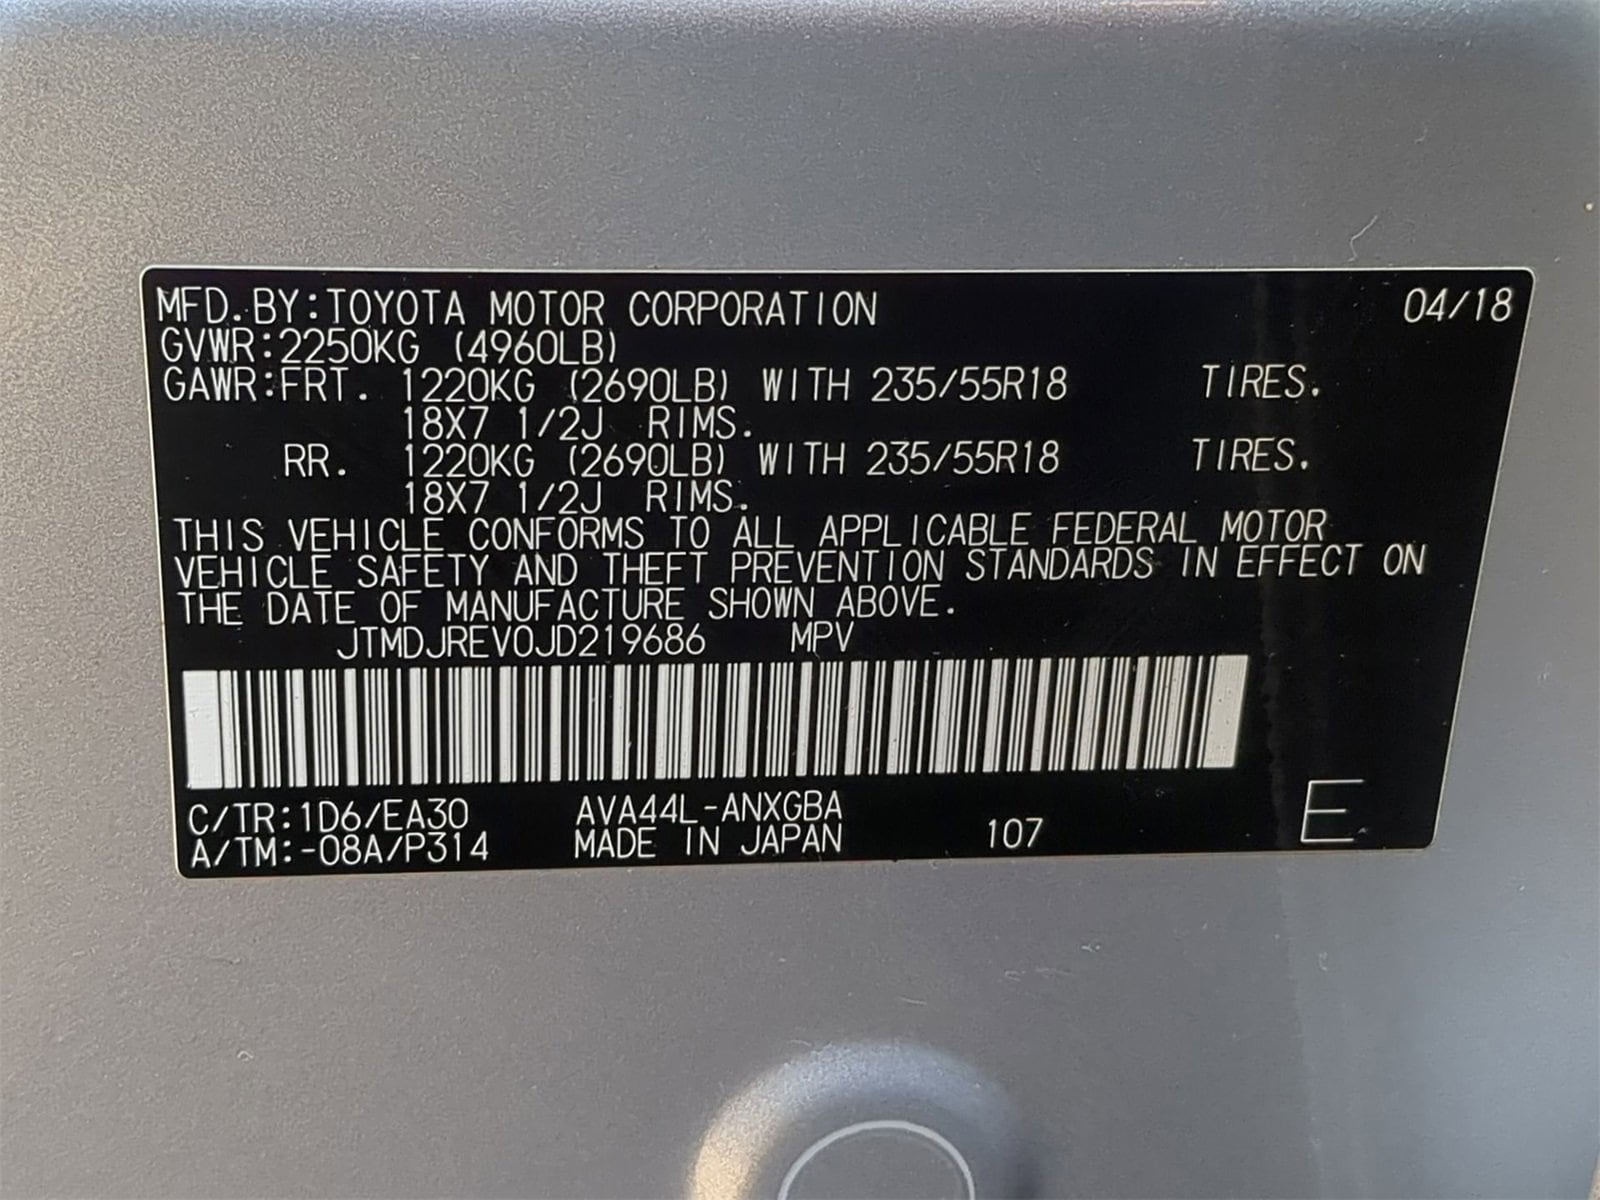 MFD. BY:TOYOTA MOTOR CORPORATION 04/18
GVWR:2250KG (4960LB)
GAWR:FRT. 1220KG (2690LB) WITH 235/55R18 TIRES.
18X7 1/2J RIMS.
RR. 1220KG (2690LB) WITH 235/55R18 TIRES.
18X7 1/2J RIMS.
THIS VEHICLE CONFORMS TO ALL APPLICABLE FEDERAL MOTOR
VEHICLE SAFETY AND THEFT PREVENTION STANDARDS IN EFFECT ON
THE DATE OF MANUFACTURE SHOWN ABOVE.
JTMDJREV0JD219686 MPV
C/TR:1D6/EA30 AVA44L-ANXGBA
A/TM:-08A/P314 MADE IN JAPAN 107 E